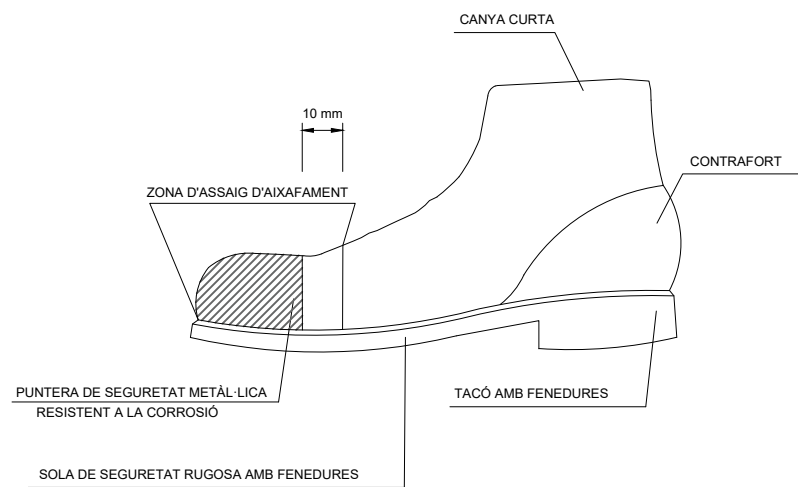 CANYA CURTA
10 mm
CONTRAFORT
ZONA D'ASSAIG D'AIXAFAMENT
PUNTERA DE SEGURETAT METÀL·LICA
RESISTENT A LA CORROSIÓ
TACÓ AMB FENEDURES
SOLA DE SEGURETAT RUGOSA AMB FENEDURES